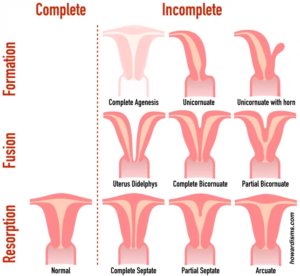 Complete Incomplete
Formation
Complete Agenesis Unicornuate Unicornuate with horn
Fusion
Uterus Didelphys Complete Bicornuate Partial Bicornuate
Resorption
Normal Complete Septate Partial Septate Arcuate
howardisms.com